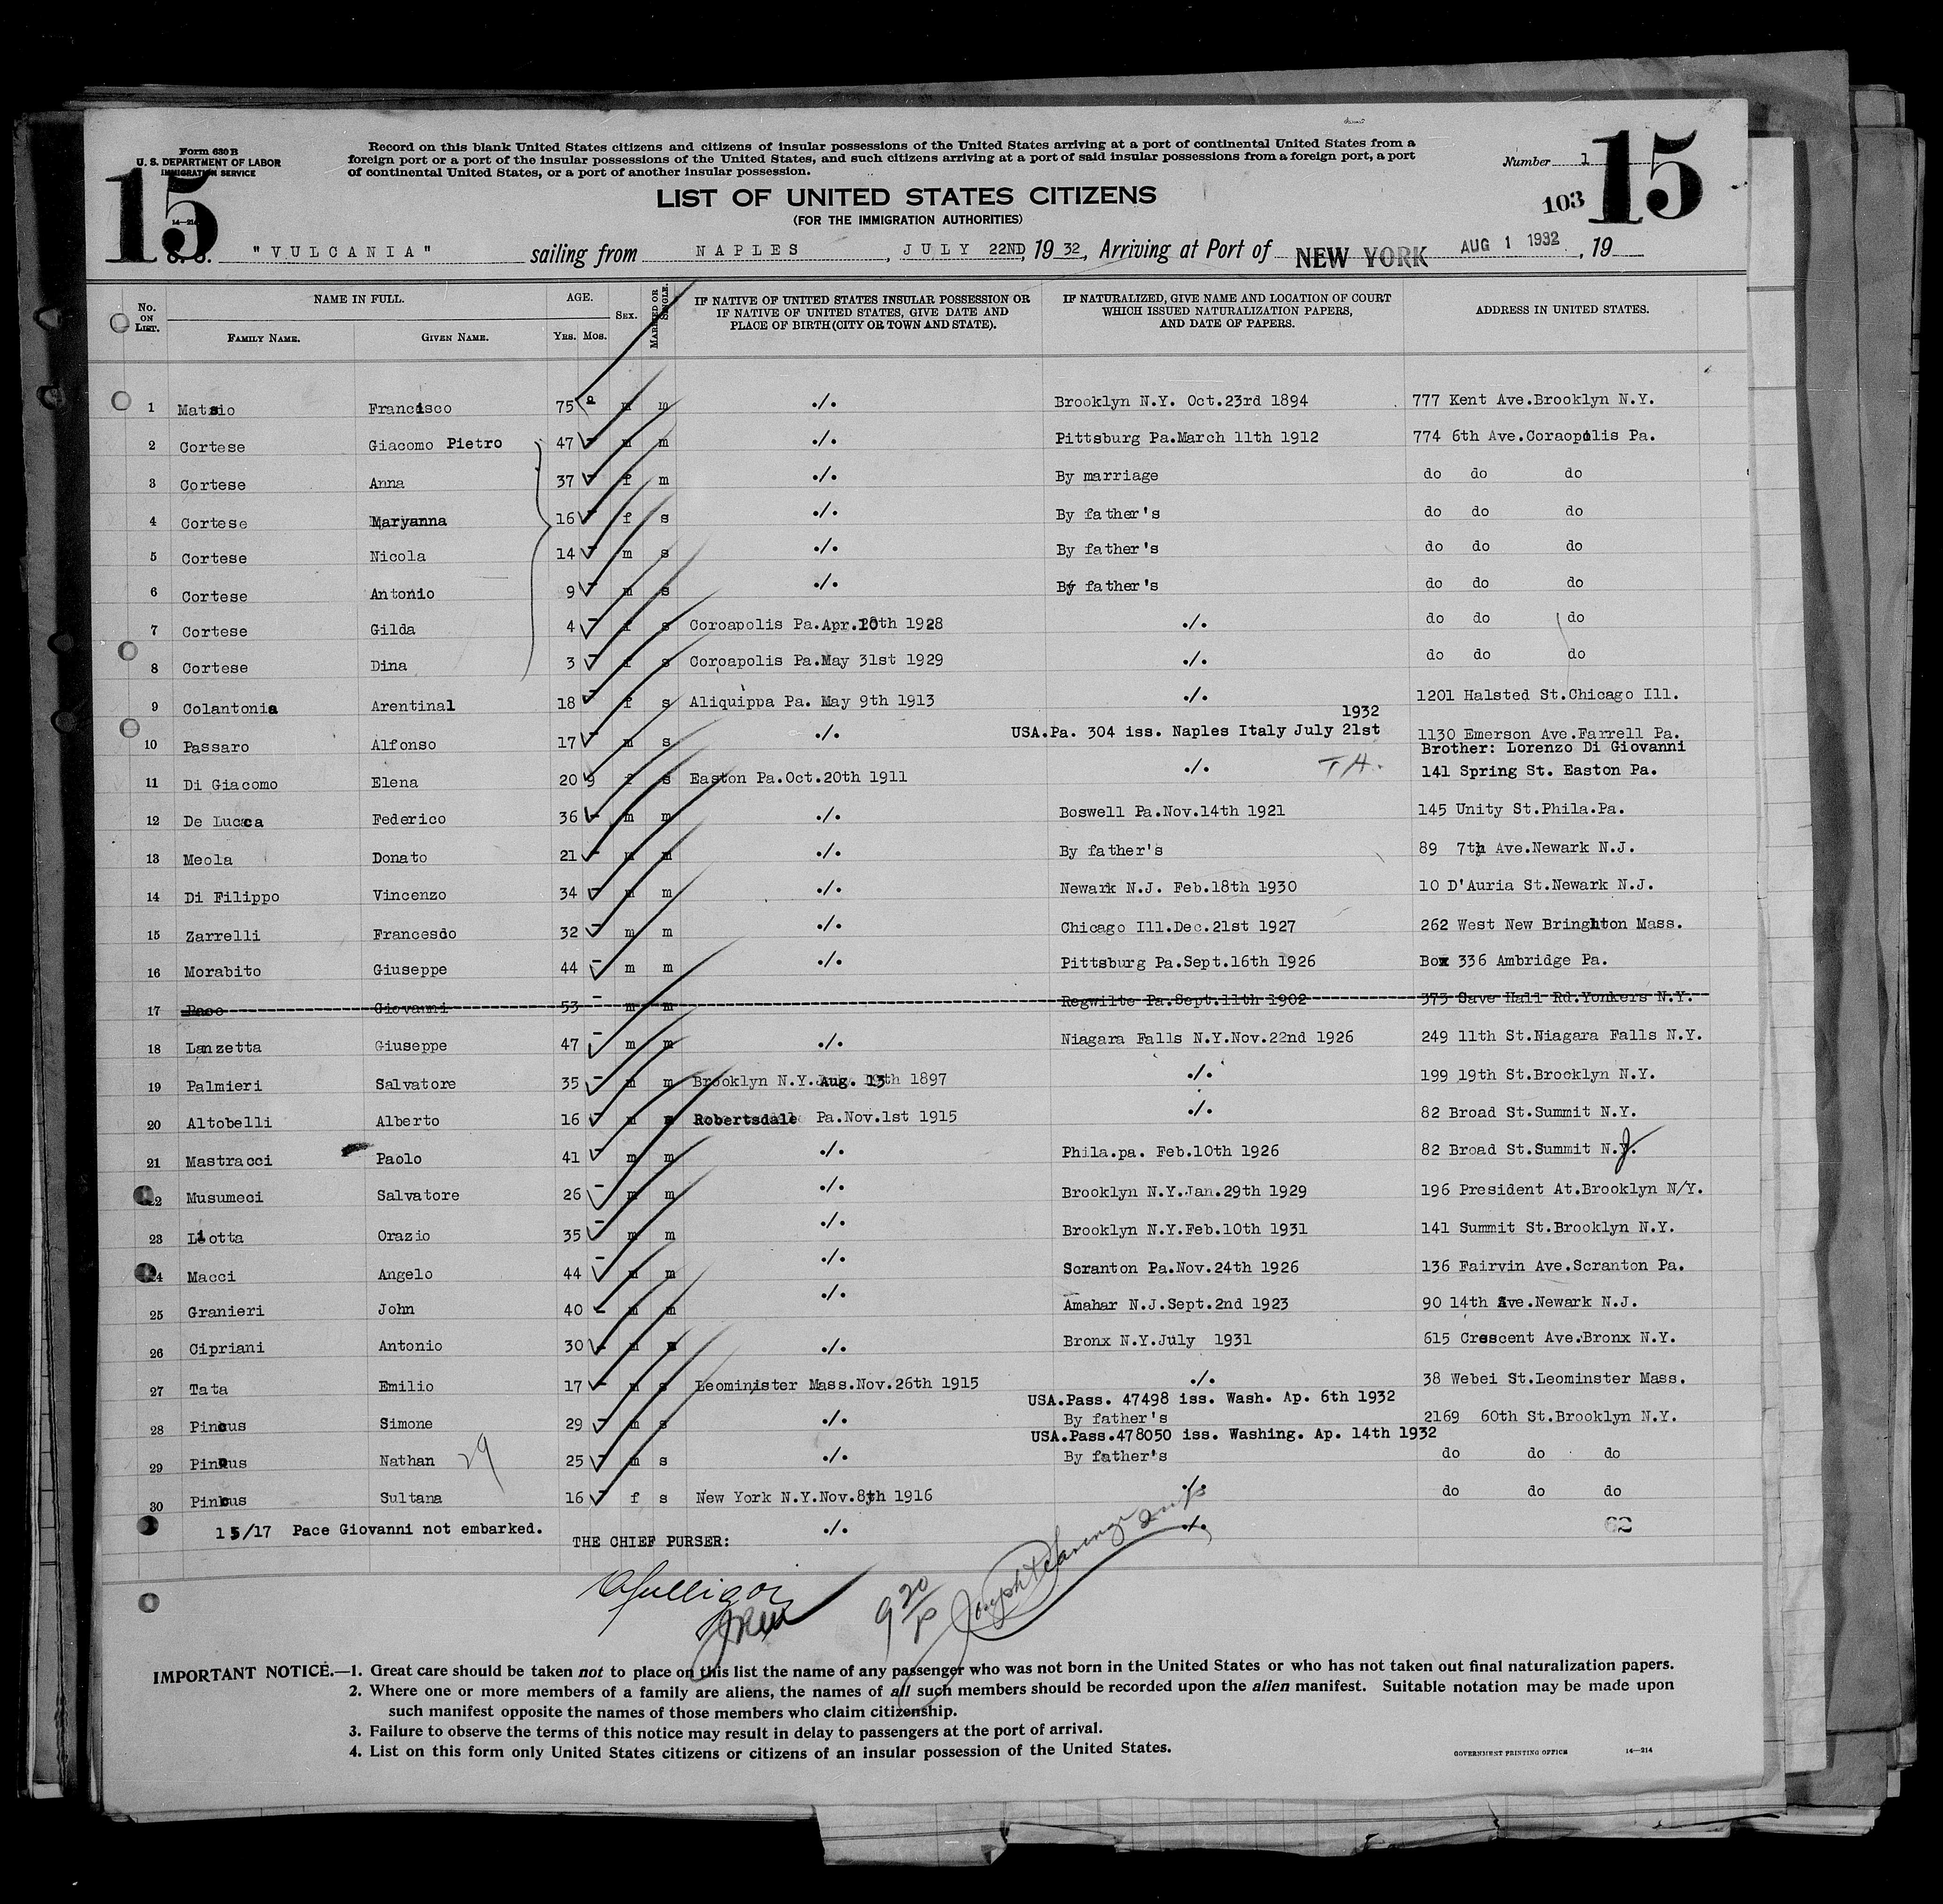 Form 630 B
U. S. DEPARTMENT OF LABOR
IMMIGRATION SERVICE
15
14—214
Record on this blank United States citizens and citizens of insular possessions of the United States arriving at a port of continental United States from a
foreign port or a port of the insular possessions of the United States, and such citizens arriving at a port of said insular possessions from a foreign port, a port
of continental United States, or a port of another insular possession.
Number 1
15
103
LIST OF UNITED STATES CITIZENS
(FOR THE IMMIGRATION AUTHORITIES)
S. S. "VULCANIA" sailing from NAPLES, JULY 22ND, 1932, Arriving at Port of NEW YORK AUG 1 1932, 19
No. ON LIST. NAME IN FULL. FAMILY NAME. GIVEN NAME. AGE. YRS. MOS. SEX. MARRIED OR SINGLE. IF NATIVE OF UNITED STATES INSULAR POSSESSION OR IF NATIVE OF UNITED STATES, GIVE DATE AND PLACE OF BIRTH (CITY OR TOWN AND STATE). IF NATURALIZED, GIVE NAME AND LOCATION OF COURT WHICH ISSUED NATURALIZATION PAPERS, AND DATE OF PAPERS. ADDRESS IN UNITED STATES.
1 Matsio Francisco 75 m m ./. Brooklyn N.Y. Oct.23rd 1894 777 Kent Ave.Brooklyn N.Y.
2 Cortese Giacomo Pietro 47 - m m ./. Pittsburg Pa.March 11th 1912 774 6th Ave.Coraopolis Pa.
3 Cortese Anna 37 - f m ./. By marriage do do do
4 Cortese Maryanna 16 - f s ./. By father's do do do
5 Cortese Nicola 14 - m s ./. By father's do do do
6 Cortese Antonio 9 - m s ./. By father's do do do
7 Cortese Gilda 4 - f s Coroapolis Pa.Apr.10th 1928 ./. do do do
8 Cortese Dina 3 - f s Coroapolis Pa.May 31st 1929 ./. do do do
9 Colantonia Arentinal 18 - f s Aliquippa Pa. May 9th 1913 ./. 1201 Halsted St.Chicago Ill.
1932
10 Passaro Alfonso 17 - m s ./. USA.Pa. 304 iss. Naples Italy July 21st 1130 Emerson Ave.Farrell Pa.
Brother: Lorenzo Di Giovanni
11 Di Giacomo Elena 20 9 f s Easton Pa.Oct.20th 1911 ./. T.A. 141 Spring St. Easton Pa.
12 De Lucca Federico 36 - m m ./. Boswell Pa.Nov.14th 1921 145 Unity St.Phila.Pa.
13 Meola Donato 21 - m m ./. By father's 89 7th Ave.Newark N.J.
14 Di Filippo Vincenzo 34 - m m ./. Newark N.J. Feb.18th 1930 10 D'Auria St.Newark N.J.
15 Zarrelli Francesco 32 - m m ./. Chicago Ill.Dec.21st 1927 262 West New Bringhton Mass.
16 Morabito Giuseppe 44 - m m ./. Pittsburg Pa.Sept.16th 1926 Box 336 Ambridge Pa.
17 Pace Giovanni 53 - m m Regwilte Pa.Sept.11th 1902 373 Save Hall Rd.Yonkers N.Y.
18 Lanzetta Giuseppe 47 - m m ./. Niagara Falls N.Y.Nov.22nd 1926 249 11th St.Niagara Falls N.Y.
19 Palmieri Salvatore 35 - m m Brooklyn N.Y. Aug. 13th 1897 ./. 199 19th St.Brooklyn N.Y.
20 Altobelli Alberto 16 - m Robertsdale Pa.Nov.1st 1915 ./. 82 Broad St.Summit N.Y.
21 Mastracci Paolo 41 - m m ./. Phila.pa. Feb.10th 1926 82 Broad St.Summit N.J.
22 Musumeci Salvatore 26 - m m ./. Brooklyn N.Y.Jan.29th 1929 196 President At.Brooklyn N/Y.
23 Liotta Orazio 35 - m m ./. Brooklyn N.Y.Feb.10th 1931 141 Summit St.Brooklyn N.Y.
24 Macci Angelo 44 - m m ./. Scranton Pa.Nov.24th 1926 136 Fairvin Ave.Scranton Pa.
25 Granieri John 40 - m m ./. Amahar N.J.Sept.2nd 1923 90 14th Ave.Newark N.J.
26 Cipriani Antonio 30 - m ./. Bronx N.Y.July 1931 615 Crescent Ave.Bronx N.Y.
27 Tata Emilio 17 - m s Leominister Mass.Nov.26th 1915 ./. 38 Webei St.Leominster Mass.
USA.Pass. 47498 iss. Wash. Ap. 6th 1932
28 Pincus Simone 29 - m s ./. By father's 2169 60th St.Brooklyn N.Y.
USA.Pass.478050 iss. Washing. Ap. 14th 1932
29 Pincus Nathan 29 25 - m s ./. By father's do do do
30 Pincus Sultana 16 - f s New York N.Y.Nov.8th 1916 ./. do do do
15/17 Pace Giovanni not embarked. ./. ./. 62
THE CHIEF PURSER:
9 20/P
IMPORTANT NOTICE.—1. Great care should be taken not to place on this list the name of any passenger who was not born in the United States or who has not taken out final naturalization papers.
2. Where one or more members of a family are aliens, the names of all such members should be recorded upon the alien manifest. Suitable notation may be made upon
such manifest opposite the names of those members who claim citizenship.
3. Failure to observe the terms of this notice may result in delay to passengers at the port of arrival.
4. List on this form only United States citizens or citizens of an insular possession of the United States.
GOVERNMENT PRINTING OFFICE 14—214